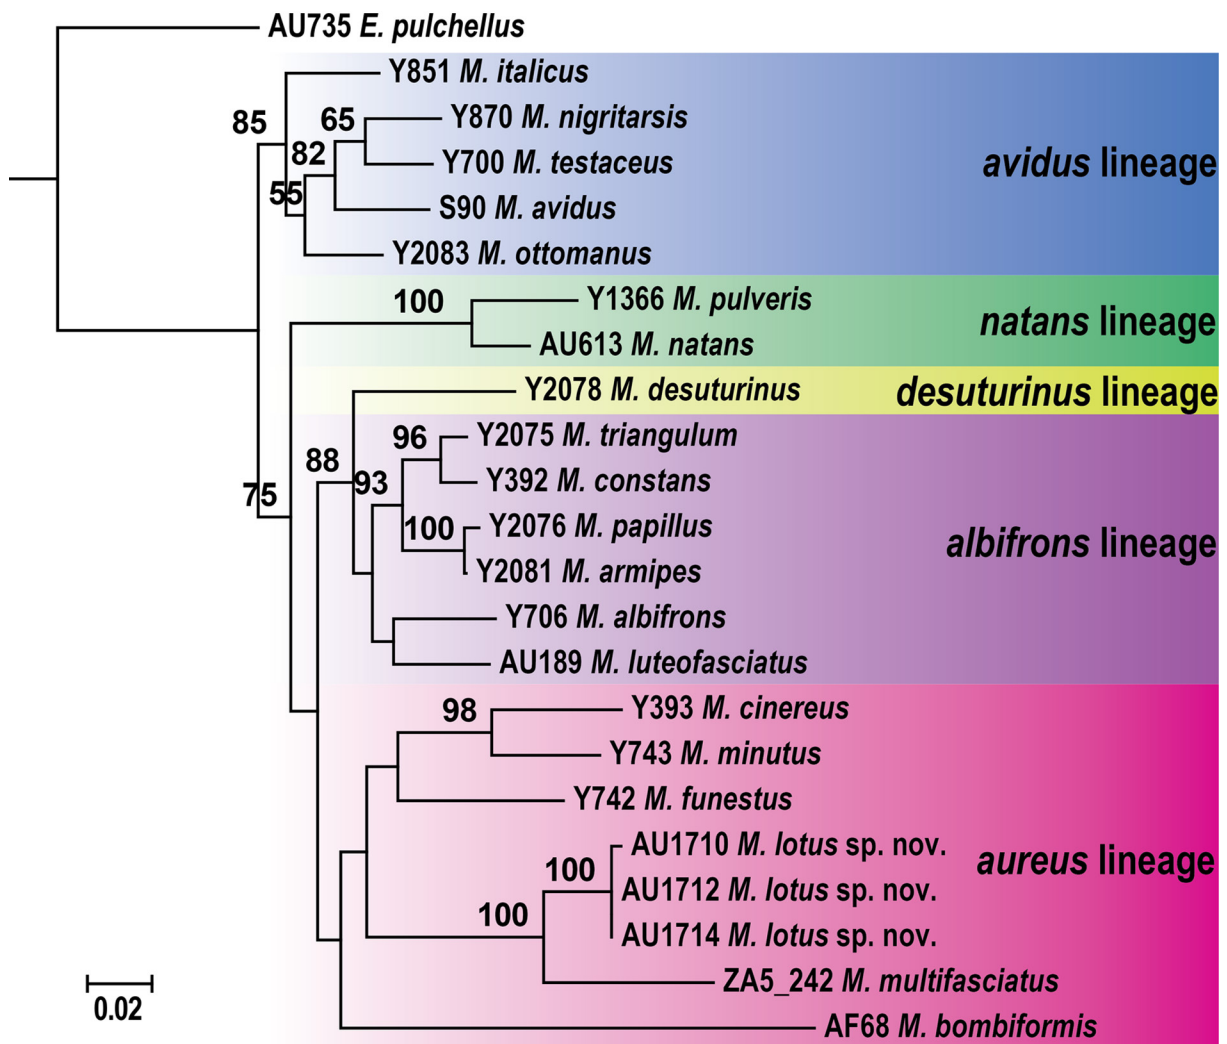 AU735 E. pulchellus
Y851 M. italicus
85
65
Y870 M. nigritarsis
82
Y700 M. testaceus
avidus lineage
55
S90 M. avidus
Y2083 M. ottomanus
100
Y1366 M. pulveris
natans lineage
AU613 M. natans
Y2078 M. desuturinus
desuturinus lineage
96
Y2075 M. triangulum
88
93
Y392 M. constans
75
100
Y2076 M. papillus
albifrons lineage
Y2081 M. armipes
Y706 M. albifrons
AU189 M. luteofasciatus
98
Y393 M. cinereus
Y743 M. minutus
Y742 M. funestus
AU1710 M. lotus sp. nov.
aureus lineage
100
AU1712 M. lotus sp. nov.
100
AU1714 M. lotus sp. nov.
ZA5_242 M. multifasciatus
0.02
AF68 M. bombiformis